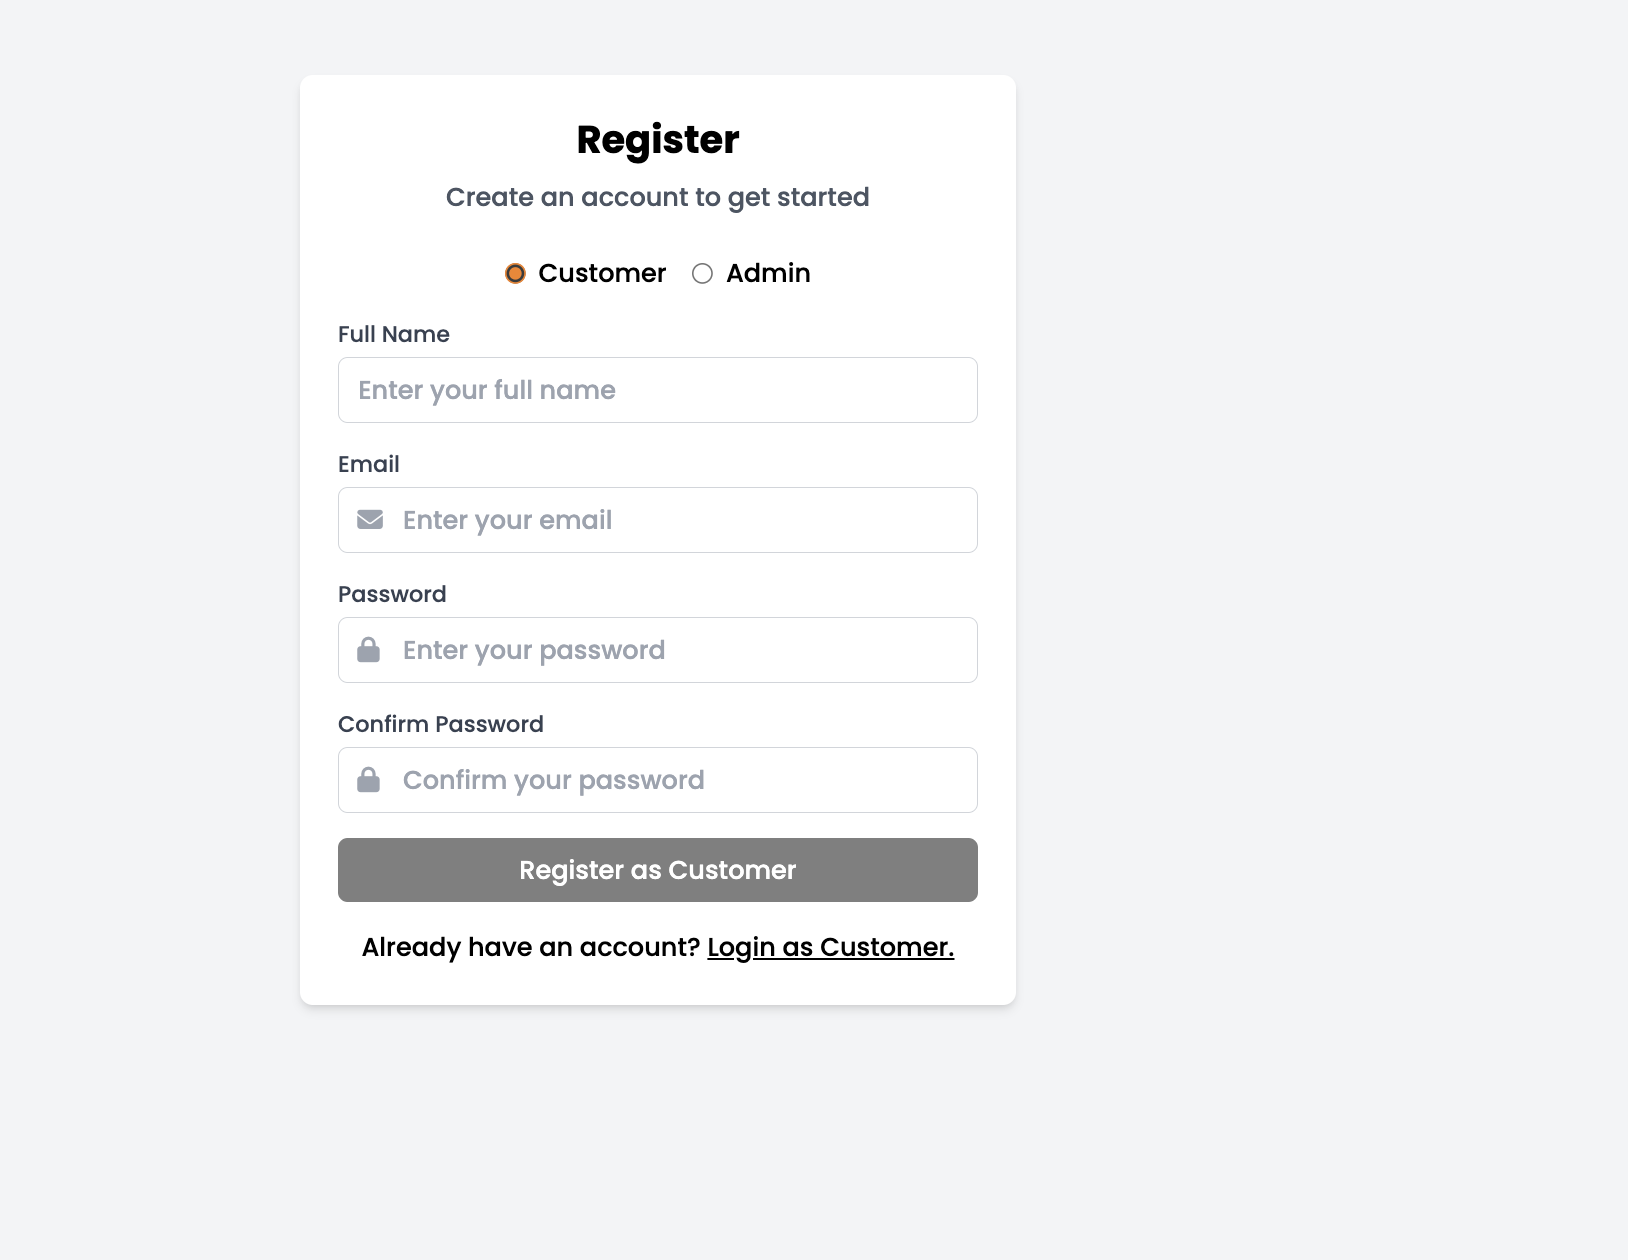 Register
Create an account to get started
Customer Admin
Full Name
Enter your full name
Email
Enter your email
Password
Enter your password
Confirm Password
Confirm your password
Register as Customer
Already have an account? Login as Customer.